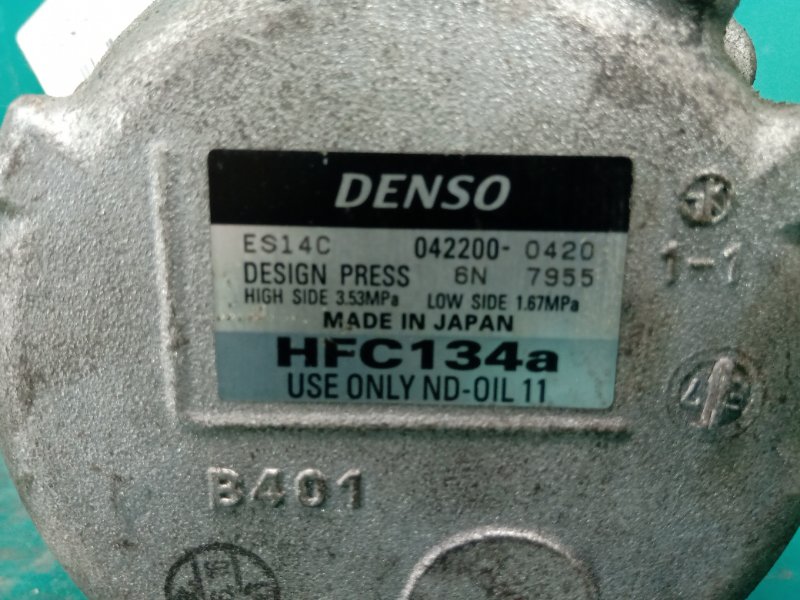 DENSO
ES14C 042200-0420
DESIGN PRESS 6N 7955
HIGH SIDE 3.53MPa LOW SIDE 1.67MPa
MADE IN JAPAN
HFC134a
USE ONLY ND-OIL 11
1-1
B401